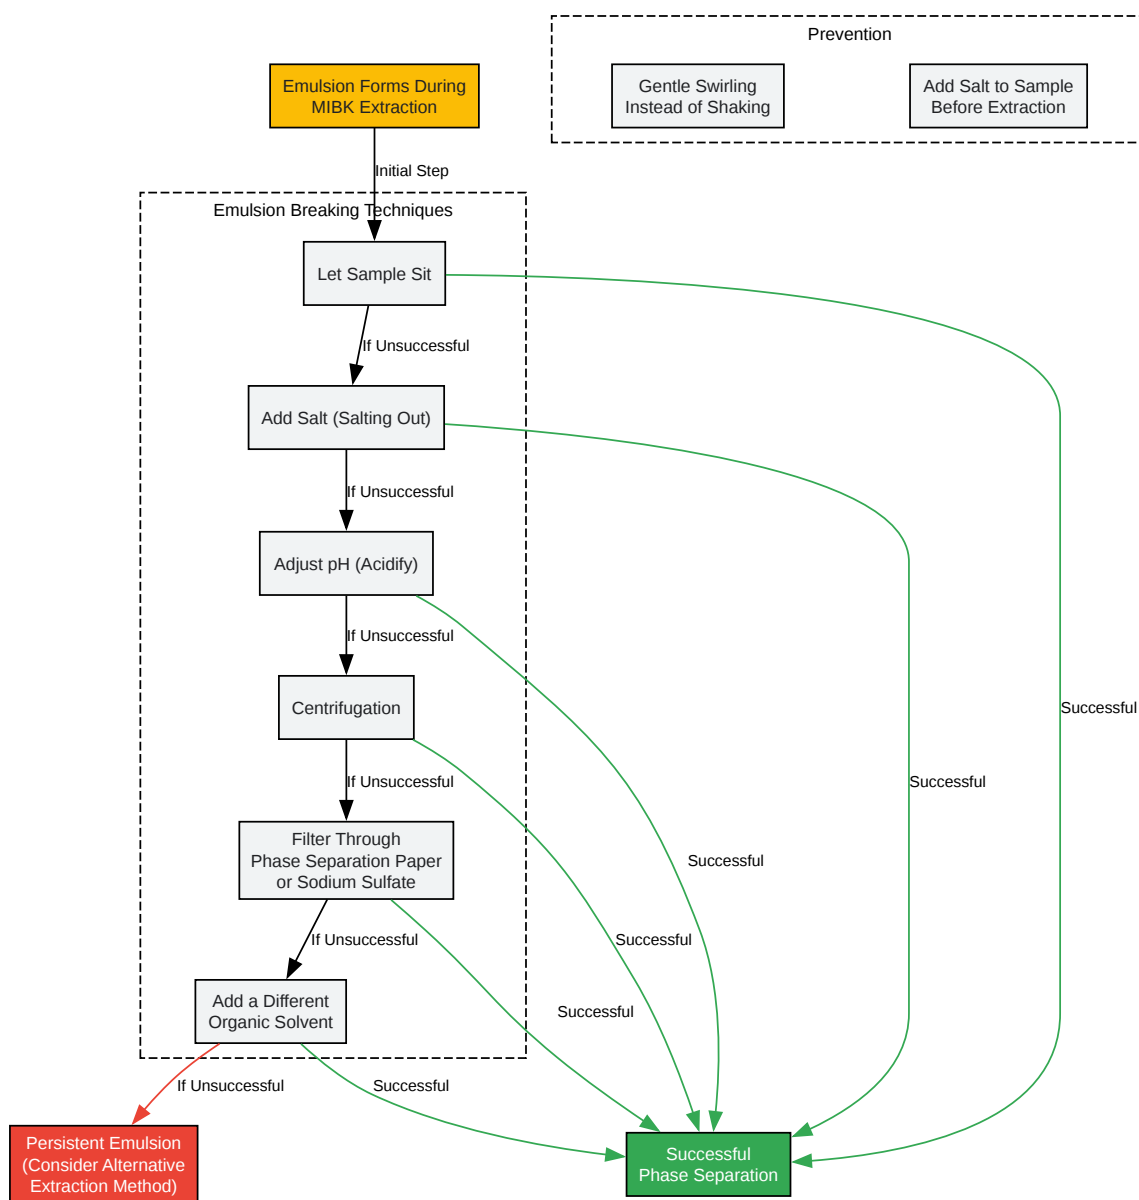 Prevention
Emulsion Forms During
MIBK Extraction
Gentle Swirling
Instead of Shaking
Add Salt to Sample
Before Extraction
Initial Step
Emulsion Breaking Techniques
Let Sample Sit
If Unsuccessful
Add Salt (Salting Out)
If Unsuccessful
Adjust pH (Acidify)
If Unsuccessful
Centrifugation
Successful
If Unsuccessful
Successful
Filter Through
Phase Separation Paper
or Sodium Sulfate
Successful
If Unsuccessful
Successful
Add a Different
Organic Solvent
Successful
If Unsuccessful
Successful
Persistent Emulsion
(Consider Alternative
Extraction Method)
Successful
Phase Separation